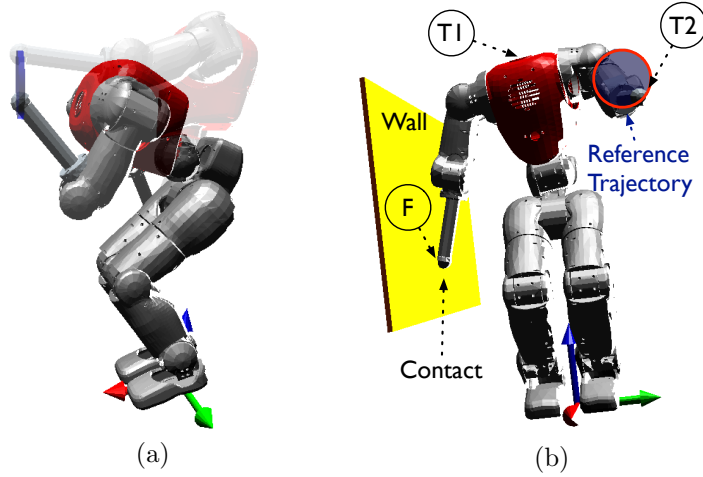 T1
T2
Wall
Reference
Trajectory
F
Contact
(a)
(b)